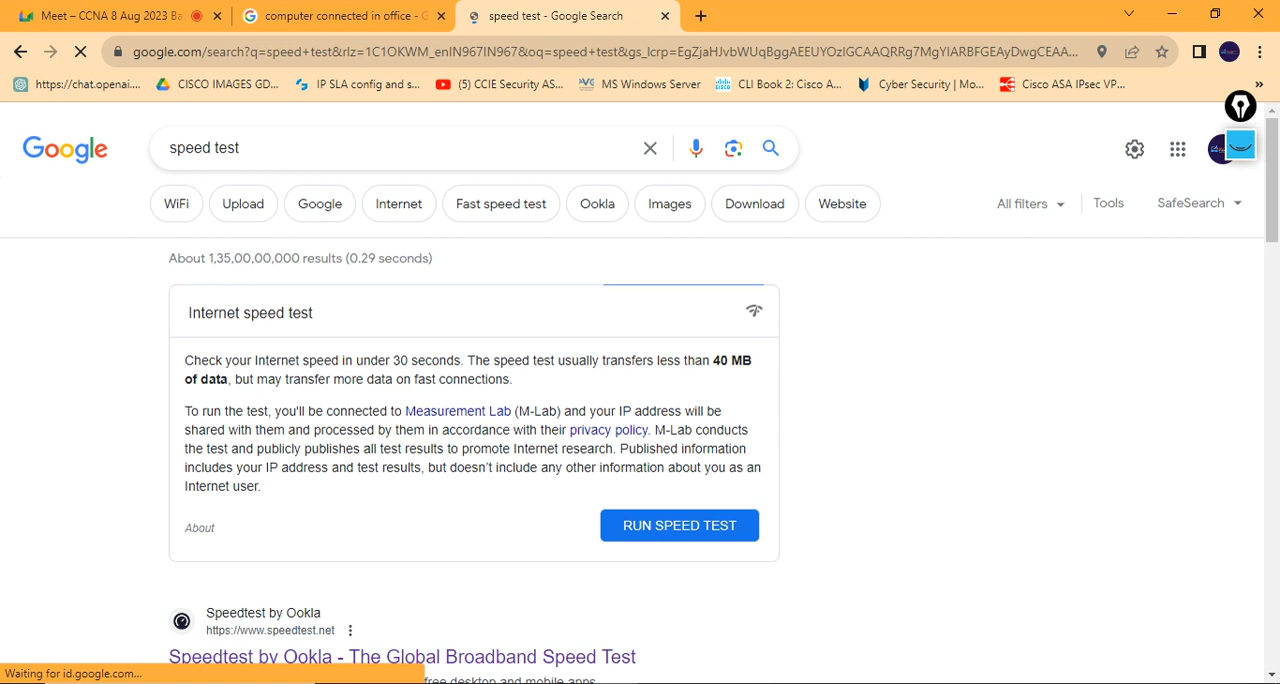 Meet – CCNA 8 Aug 2023 Ba
computer connected in office - G
speed test - Google Search
google.com/search?q=speed+test&rlz=1C1OKWM_enIN967IN967&oq=speed+test&gs_lcrp=EgZjaHJvbWUqBggAEEUYOzIGCAAQRRg7MgYIARBFGEAyDwgCEAA...
https://chat.openai....
CISCO IMAGES GD...
IP SLA config and s...
(5) CCIE Security AS...
MS Windows Server
CLI Book 2: Cisco A...
Cyber Security | Mo...
Cisco ASA IPsec VP...
»
Google
speed test
WiFi
Upload
Google
Internet
Fast speed test
Ookla
Images
Download
Website
All filters
Tools
SafeSearch
About 1,35,00,00,000 results (0.29 seconds)
Internet speed test
Check your Internet speed in under 30 seconds. The speed test usually transfers less than 40 MB
of data, but may transfer more data on fast connections.
To run the test, you'll be connected to Measurement Lab (M-Lab) and your IP address will be
shared with them and processed by them in accordance with their privacy policy. M-Lab conducts
the test and publicly publishes all test results to promote Internet research. Published information
includes your IP address and test results, but doesn't include any other information about you as an
Internet user.
About
RUN SPEED TEST
Speedtest by Ookla
https://www.speedtest.net
Speedtest by Ookla - The Global Broadband Speed Test
Waiting for id.google.com...
free desktop and mobile apps